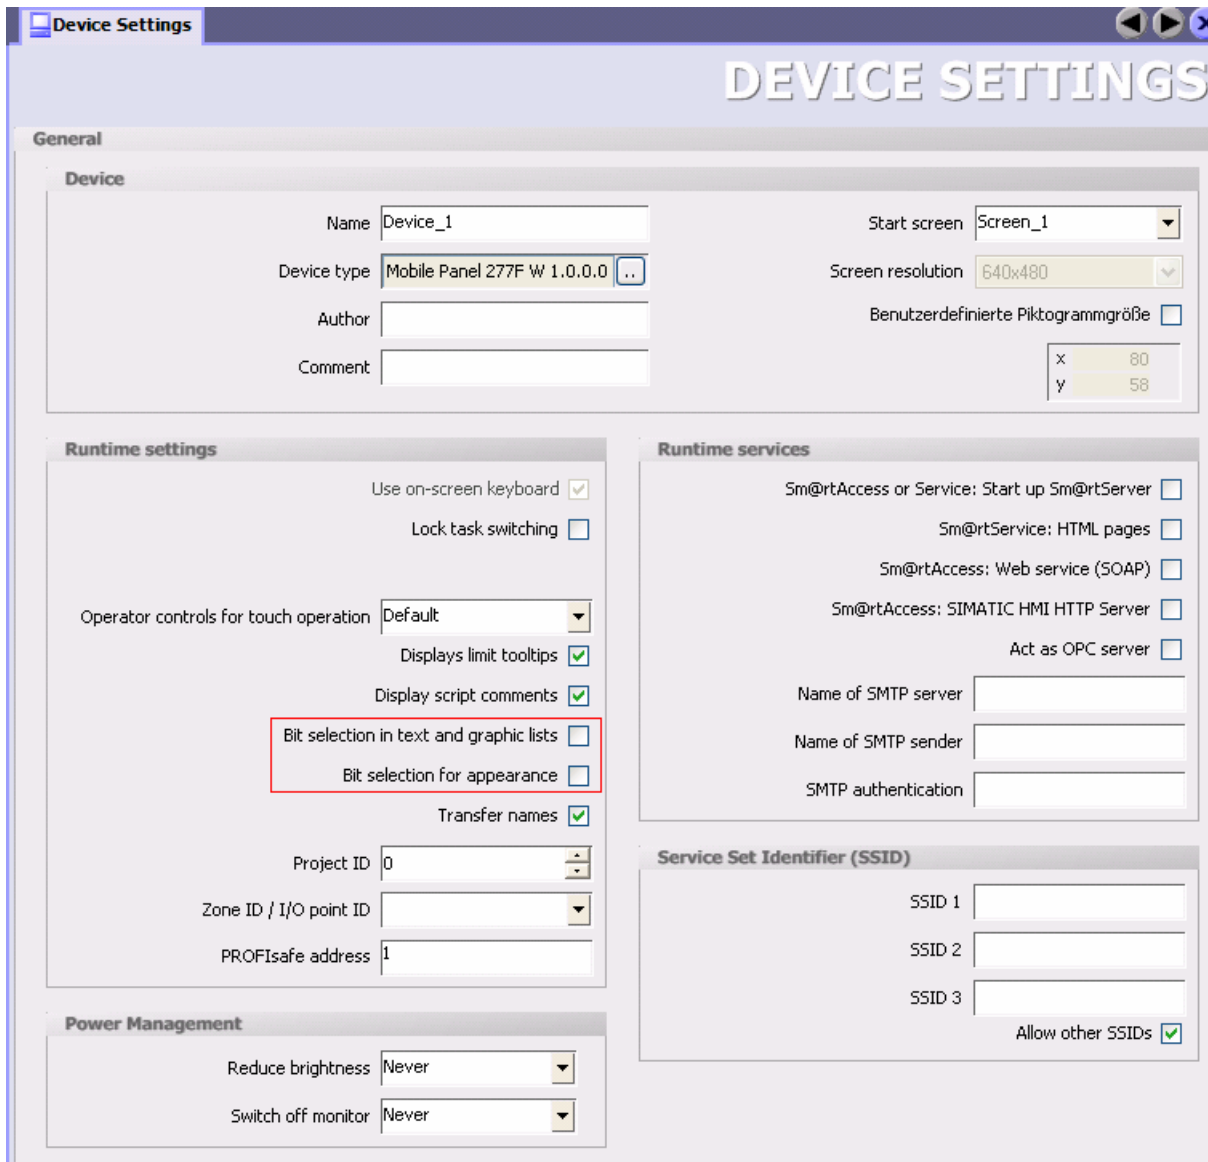 Device Settings
DEVICE SETTINGS
General
Device
Name Device_1
Device type Mobile Panel 277F W 1.0.0.0 ..
Author
Comment
Start screen Screen_1
Screen resolution 640x480
Benutzerdefinierte Piktogrammgröße
x 80
y 58
Runtime settings
Use on-screen keyboard
Lock task switching
Operator controls for touch operation Default
Displays limit tooltips
Display script comments
Bit selection in text and graphic lists
Bit selection for appearance
Transfer names
Project ID 0
Zone ID / I/O point ID
PROFIsafe address 1
Runtime services
Sm@rtAccess or Service: Start up Sm@rtServer
Sm@rtService: HTML pages
Sm@rtAccess: Web service (SOAP)
Sm@rtAccess: SIMATIC HMI HTTP Server
Act as OPC server
Name of SMTP server
Name of SMTP sender
SMTP authentication
Service Set Identifier (SSID)
SSID 1
SSID 2
SSID 3
Allow other SSIDs
Power Management
Reduce brightness Never
Switch off monitor Never